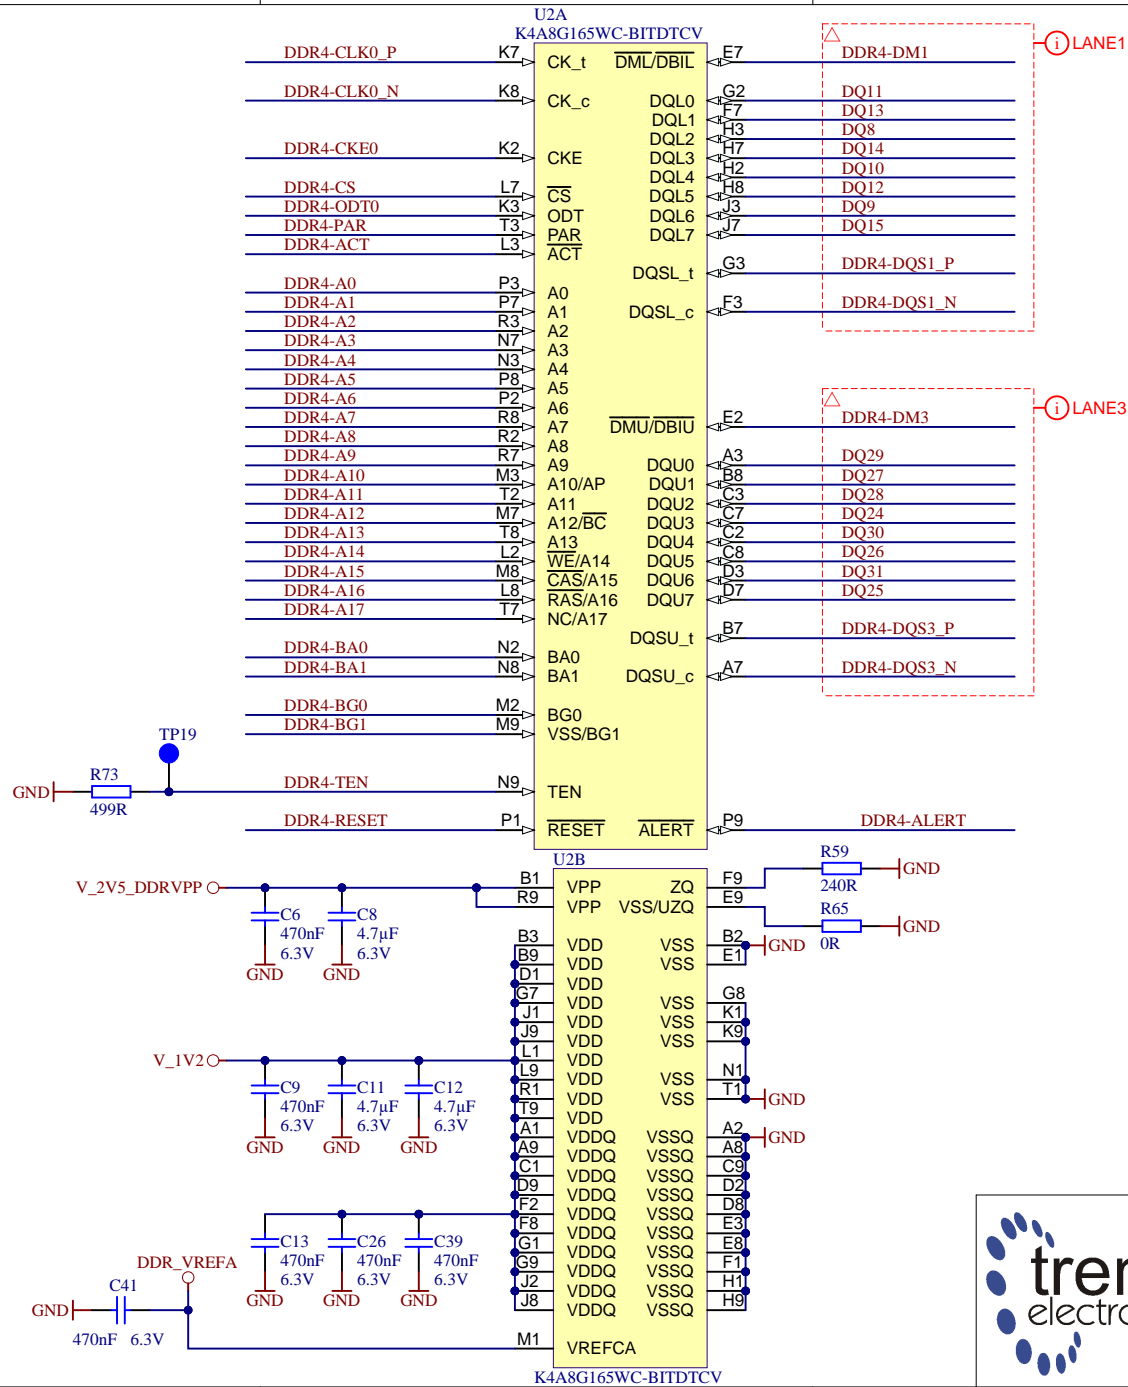 U2A
K4A8G165WC-BITDTCV
DDR4-CLK0_P K7 CK_t DML/DBIL E7 DDR4-DM1
LANE1
DDR4-CLK0_N K8 CK_c DQL0 G2 DQ11
DQL1 F7 DQ13
DQL2 H3 DQ8
DDR4-CKE0 K2 CKE DQL3 H7 DQ14
DQL4 H2 DQ10
DDR4-CS L7 CS DQL5 H8 DQ12
DDR4-ODT0 K3 ODT DQL6 J3 DQ9
DDR4-PAR T3 PAR DQL7 J7 DQ15
DDR4-ACT L3 ACT
DQSL_t G3 DDR4-DQS1_P
DDR4-A0 P3 A0
DDR4-A1 P7 A1 DQSL_c F3 DDR4-DQS1_N
DDR4-A2 R3 A2
DDR4-A3 N7 A3
DDR4-A4 N3 A4
DDR4-A5 P8 A5
DDR4-A6 P2 A6
LANE3
DDR4-A7 R8 A7 DMU/DBIU E2 DDR4-DM3
DDR4-A8 R2 A8
DDR4-A9 R7 A9 DQU0 A3 DQ29
DDR4-A10 M3 A10/AP DQU1 B8 DQ27
DDR4-A11 T2 A11 DQU2 C3 DQ28
DDR4-A12 M7 A12/BC DQU3 C7 DQ24
DDR4-A13 T8 A13 DQU4 C2 DQ30
DDR4-A14 L2 WE/A14 DQU5 C8 DQ26
DDR4-A15 M8 CAS/A15 DQU6 D3 DQ31
DDR4-A16 L8 RAS/A16 DQU7 D7 DQ25
DDR4-A17 T7 NC/A17
DQSU_t B7 DDR4-DQS3_P
DDR4-BA0 N2 BA0
DDR4-BA1 N8 BA1 DQSU_c A7 DDR4-DQS3_N
DDR4-BG0 M2 BG0
DDR4-BG1 M9 VSS/BG1
TP19
GND R73 499R DDR4-TEN N9 TEN
DDR4-RESET P1 RESET ALERT P9 DDR4-ALERT
U2B
V_2V5_DDRVPP B1 VPP ZQ F9 R59 240R GND
R9 VPP VSS/UZQ E9 R65 0R GND
C6 470nF 6.3V GND
C8 4.7µF 6.3V GND
B3 VDD VSS B2 GND
B9 VDD VSS E1
D1 VDD
G7 VDD VSS G8
J1 VDD VSS K1
J9 VDD VSS K9
V_1V2 L1 VDD
L9 VDD VSS N1
R1 VDD VSS T1 GND
T9 VDD
C9 470nF 6.3V GND
C11 4.7µF 6.3V GND
C12 4.7µF 6.3V GND
A1 VDDQ VSSQ A2 GND
A9 VDDQ VSSQ A8
C1 VDDQ VSSQ C9
D9 VDDQ VSSQ D2
F2 VDDQ VSSQ D8
F8 VDDQ VSSQ E3
G1 VDDQ VSSQ E8
G9 VDDQ VSSQ F1
J2 VDDQ VSSQ H1
J8 VDDQ VSSQ H9
C13 470nF 6.3V GND
C26 470nF 6.3V GND
C39 470nF 6.3V GND
DDR_VREFA
GND C41 470nF 6.3V
M1 VREFCA
K4A8G165WC-BITDTCV
tren
electro